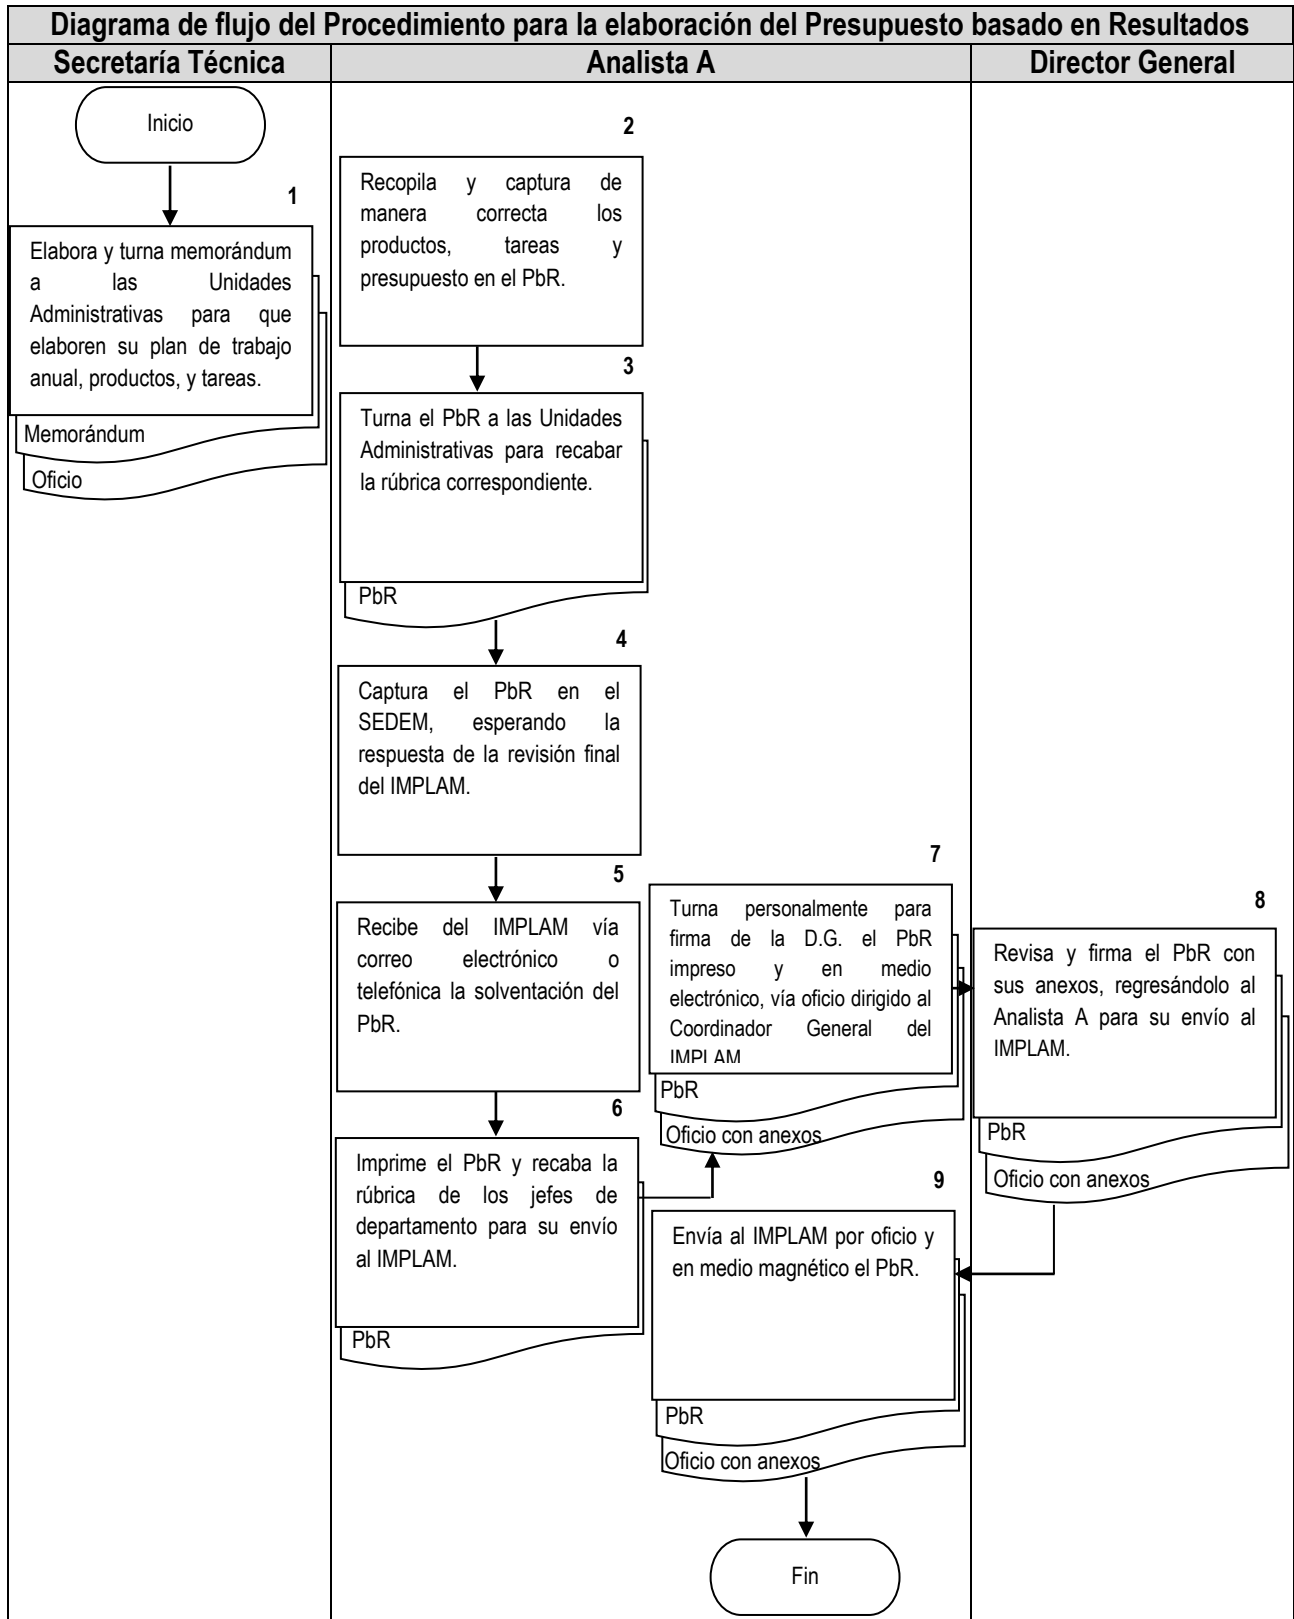 Diagrama de flujo del Procedimiento para la elaboración del Presupuesto basado en Resultados
Secretaría Técnica
Analista A
Director General
Inicio
1
Elabora y turna memorándum
a las Unidades
Administrativas para que
elaboren su plan de trabajo
anual, productos, y tareas.
Memorándum
Oficio
2
Recopila y captura de
manera correcta los
productos, tareas y
presupuesto en el PbR.
3
Turna el PbR a las Unidades
Administrativas para recabar
la rúbrica correspondiente.
PbR
4
Captura el PbR en el
SEDEM, esperando la
respuesta de la revisión final
del IMPLAM.
5
Recibe del IMPLAM vía
correo electrónico o
telefónica la solventación del
PbR.
6
Imprime el PbR y recaba la
rúbrica de los jefes de
departamento para su envío
al IMPLAM.
PbR
7
Turna personalmente para
firma de la D.G. el PbR
impreso y en medio
electrónico, vía oficio dirigido al
Coordinador General del
IMPLAM
PbR
Oficio con anexos
8
Revisa y firma el PbR con
sus anexos, regresándolo al
Analista A para su envío al
IMPLAM.
PbR
Oficio con anexos
9
Envía al IMPLAM por oficio y
en medio magnético el PbR.
PbR
Oficio con anexos
Fin